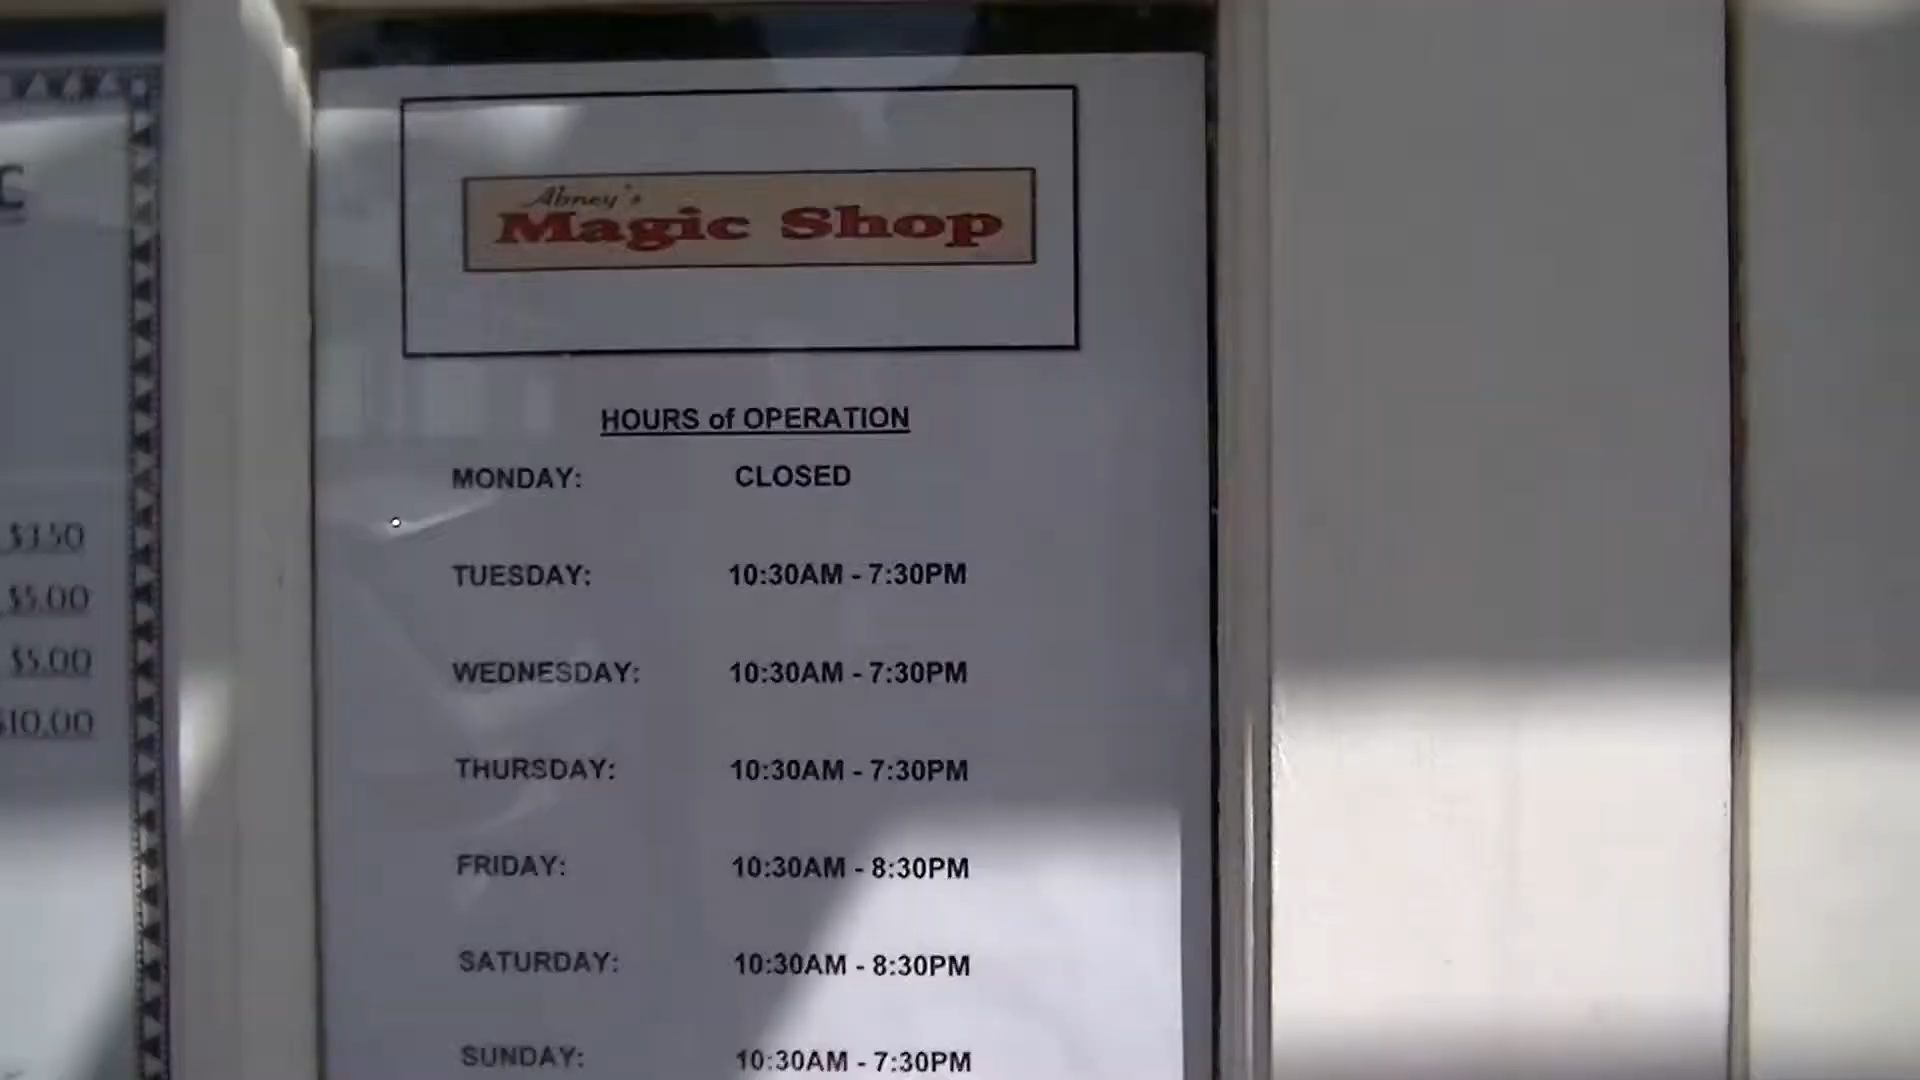 Abney's
Magic Shop
HOURS of OPERATION
MONDAY: CLOSED
TUESDAY: 10:30AM - 7:30PM
WEDNESDAY: 10:30AM - 7:30PM
THURSDAY: 10:30AM - 7:30PM
FRIDAY: 10:30AM - 8:30PM
SATURDAY: 10:30AM - 8:30PM
SUNDAY: 10:30AM - 7:30PM
C
$3.50
$5.00
$5.00
$10.00